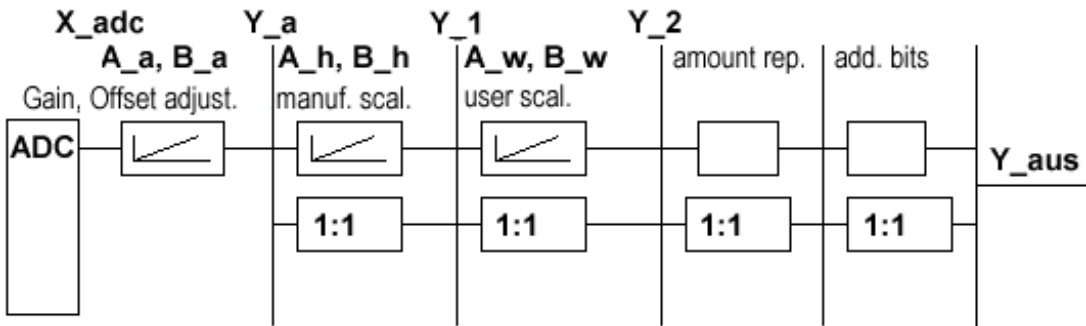 X_adc Y_a Y_1 Y_2
A_a, B_a A_h, B_h A_w, B_w amount rep. add. bits
Gain, Offset adjust. manuf. scal. user scal.
ADC
Y_aus
1:1 1:1 1:1 1:1